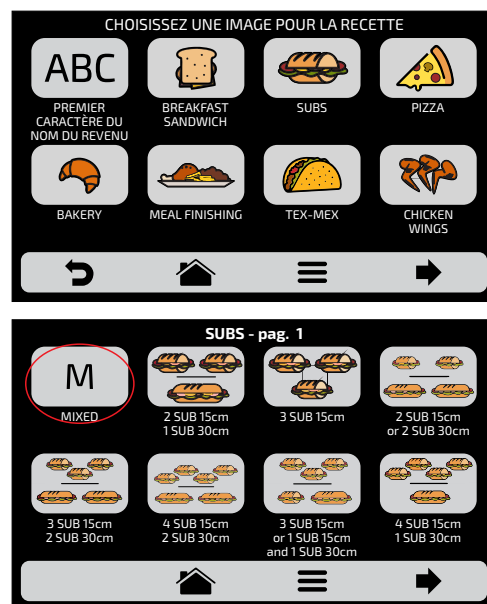 CHOISISSEZ UNE IMAGE POUR LA RECETTE
ABC
PREMIER
CARACTÈRE DU
NOM DU REVENU
BREAKFAST
SANDWICH
SUBS
PIZZA
BAKERY
MEAL FINISHING
TEX-MEX
CHICKEN
WINGS
SUBS - pag. 1
M
MIXED
2 SUB 15cm
1 SUB 30cm
3 SUB 15cm
2 SUB 15cm
or 2 SUB 30cm
3 SUB 15cm
2 SUB 30cm
4 SUB 15cm
2 SUB 30cm
3 SUB 15cm
or 1 SUB 15cm
and 1 SUB 30cm
4 SUB 15cm
1 SUB 30cm